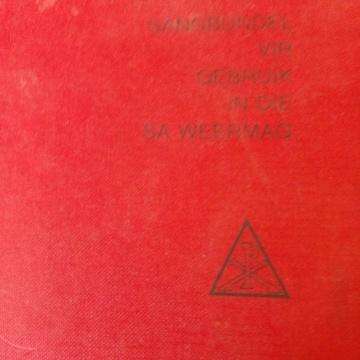 SANGBUNDEL
VIR
GEBRUIK
IN DIE
SA WEERMAG